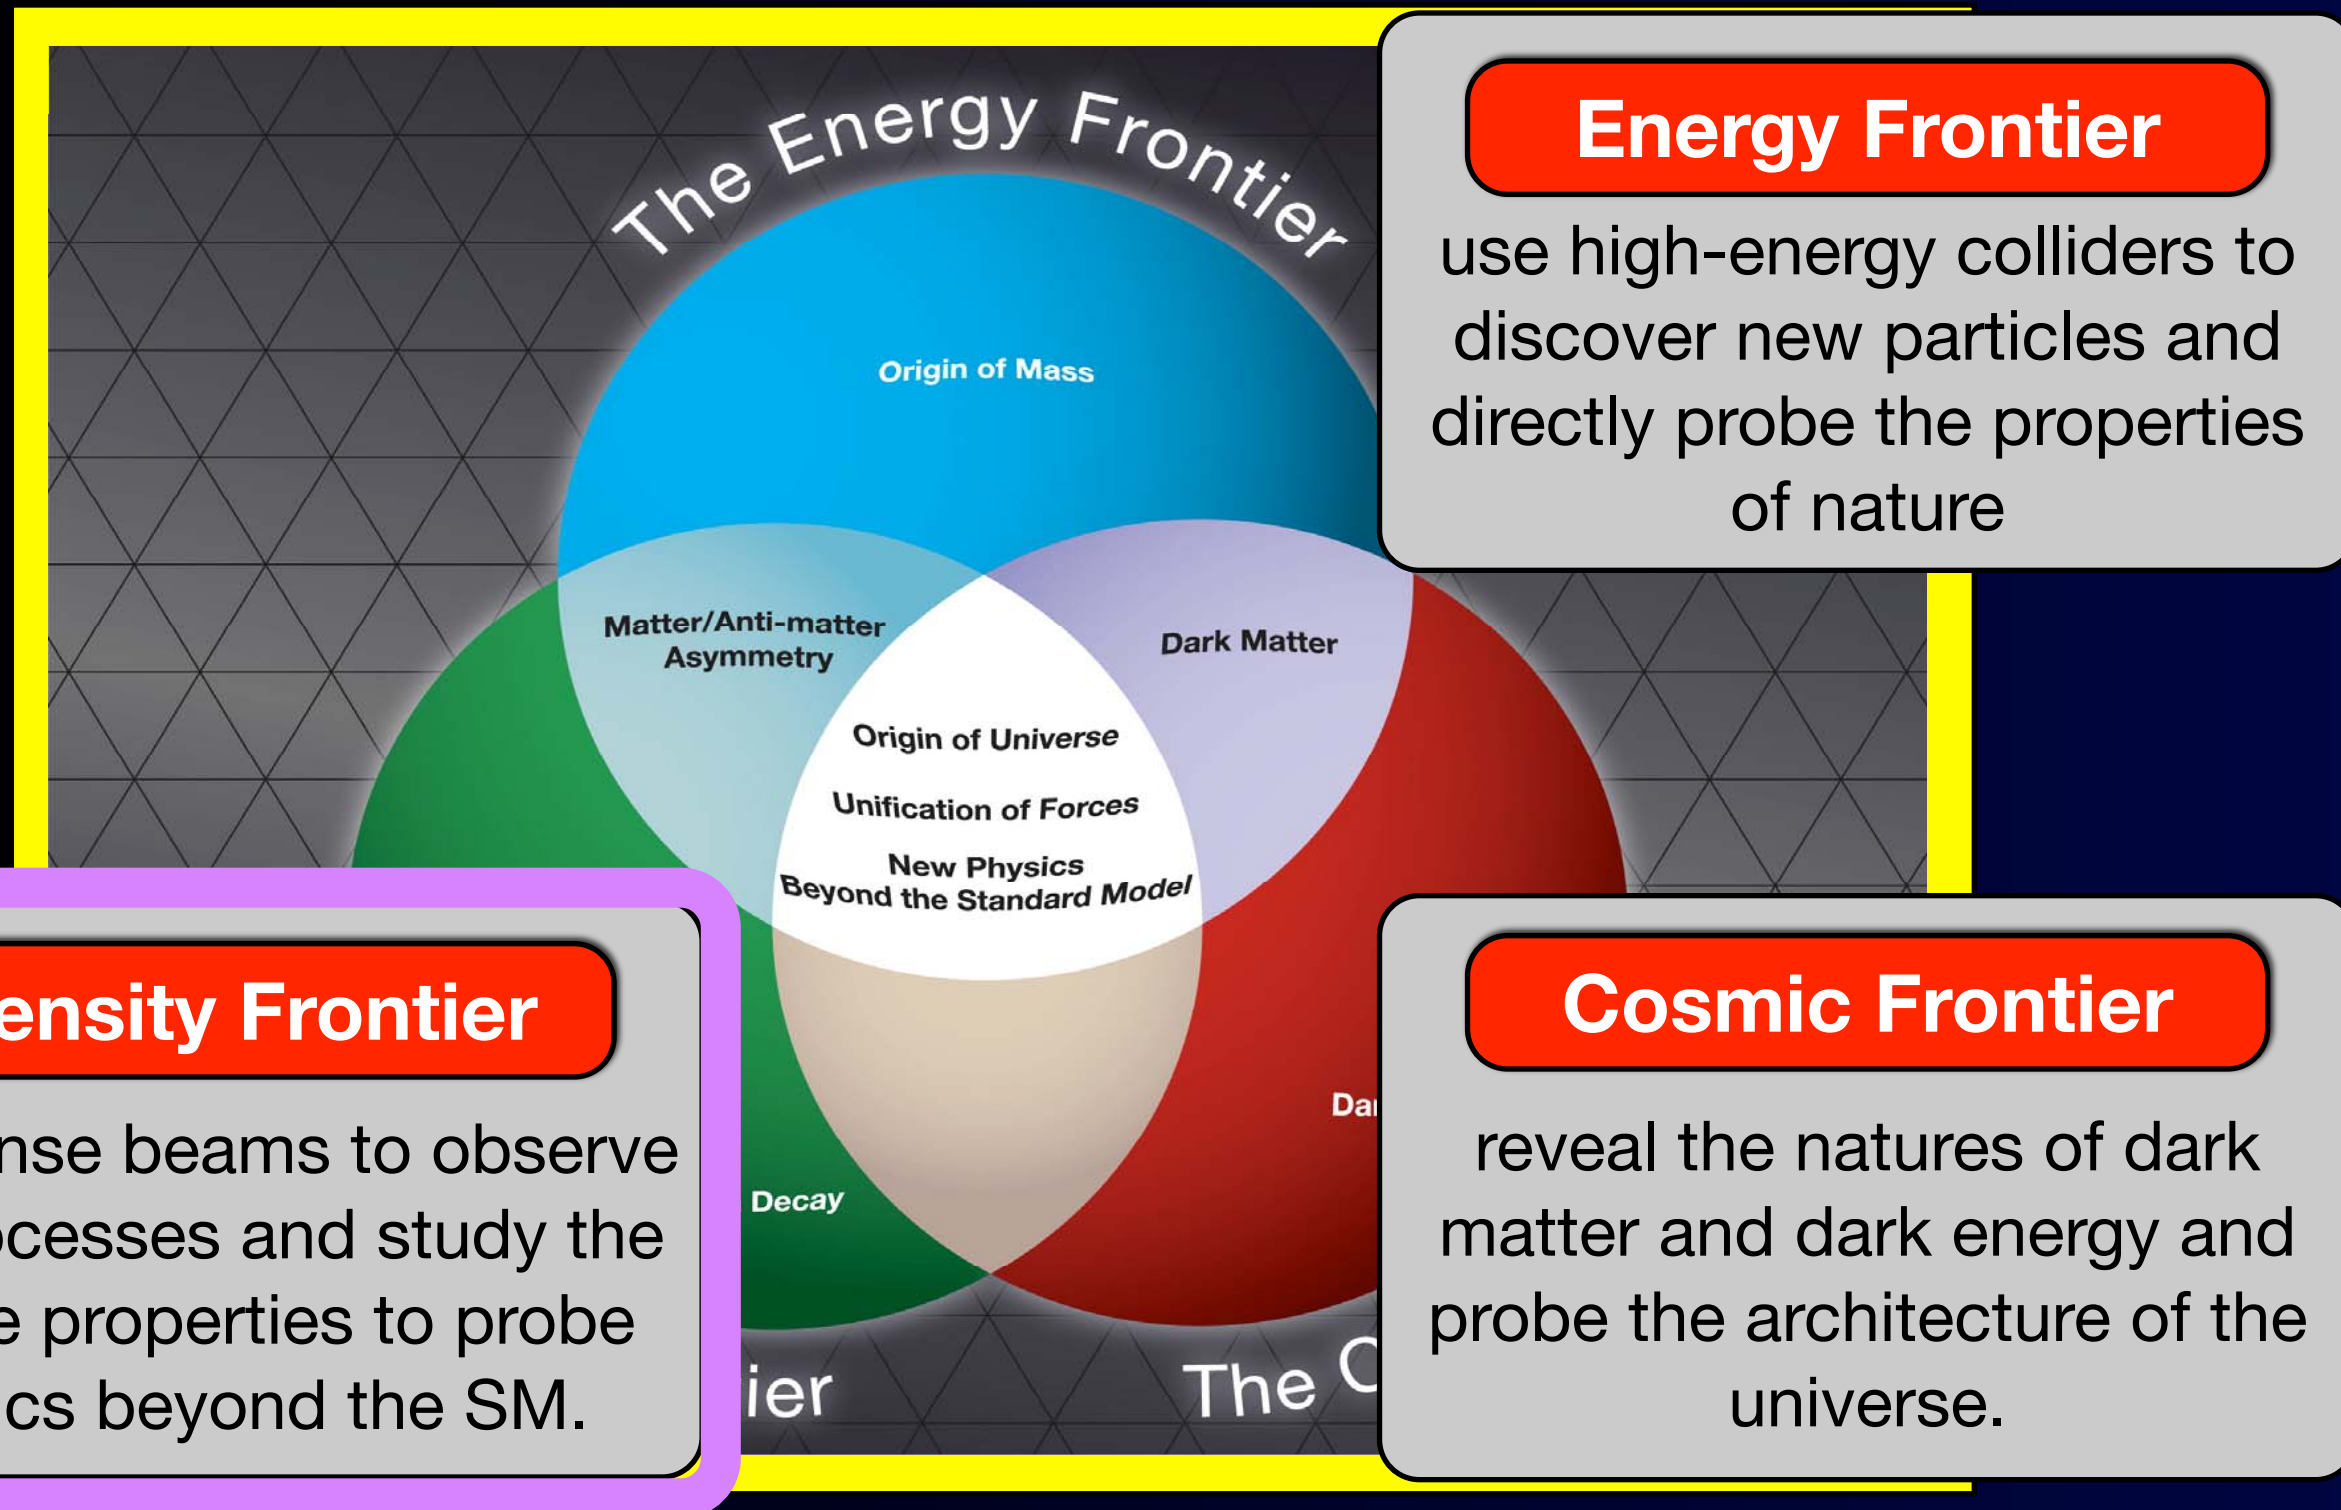 The Energy Frontier
Energy Frontier
use high-energy colliders to
discover new particles and
directly probe the properties
of nature
Origin of Mass
Matter/Anti-matter
Asymmetry
Dark Matter
Origin of Universe
Unification of Forces
New Physics
Beyond the Standard Model
ensity Frontier
nse beams to observe
ocesses and study the
e properties to probe
cs beyond the SM.
Decay
ier
Dar
The C
Cosmic Frontier
reveal the natures of dark
matter and dark energy and
probe the architecture of the
universe.